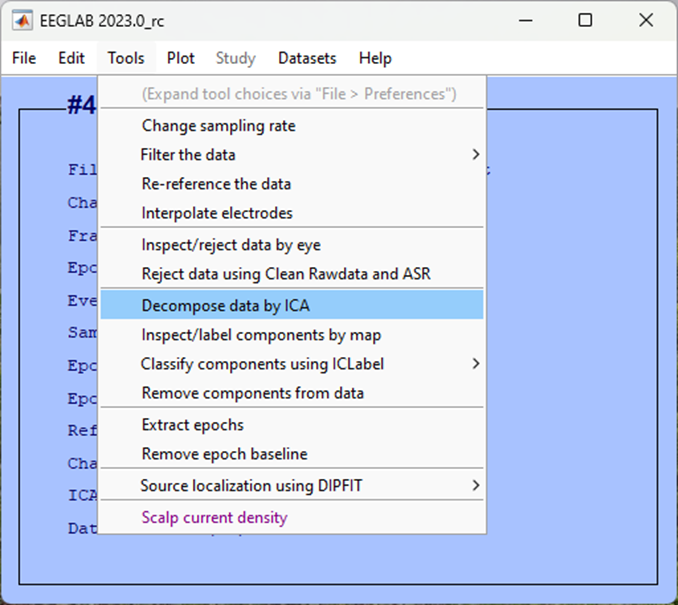 EEGLAB 2023.0_rc
File Edit Tools Plot Study Datasets Help
#4
(Expand tool choices via "File > Preferences")
Change sampling rate
Filter the data
Re-reference the data
Interpolate electrodes
Inspect/reject data by eye
Reject data using Clean Rawdata and ASR
Decompose data by ICA
Inspect/label components by map
Classify components using ICLabel
Remove components from data
Extract epochs
Remove epoch baseline
Source localization using DIPFIT
Scalp current density
Fil
Cha
Fra
Epo
Eve
Sam
Epo
Epo
Ref
Cha
ICA
Dat